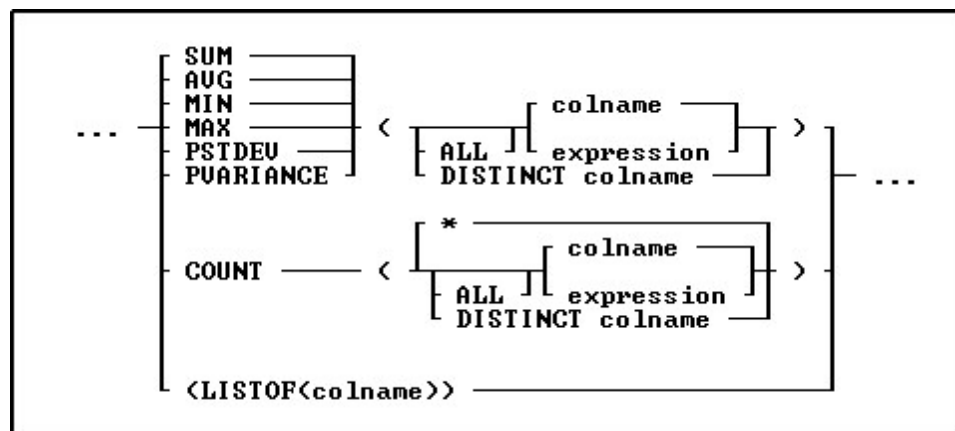 SUM
AVG
MIN
colname
... MAX ( )
ALL
PSTDEV expression
PVARIANCE DISTINCT colname ...
*
colname
COUNT ( )
ALL expression
DISTINCT colname
(LISTOF(colname))